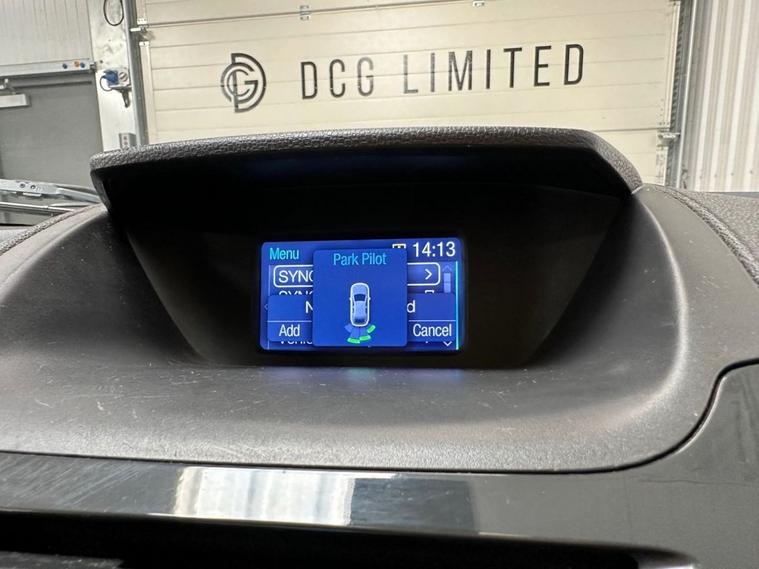 DCG LIMITED
Menu
14:13
Park Pilot
SYNC
Add
Cancel